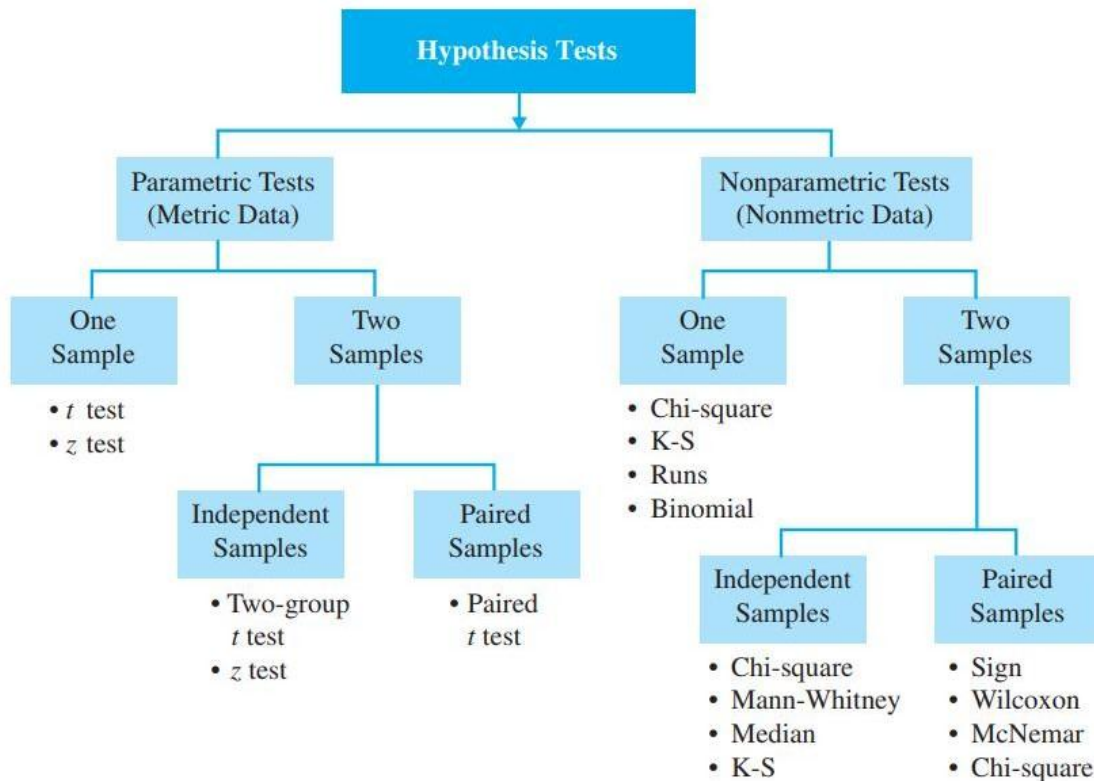 Hypothesis Tests
Parametric Tests
(Metric Data)
Nonparametric Tests
(Nonmetric Data)
One
Sample
Two
Samples
One
Sample
Two
Samples
• t test
• z test
• Chi-square
• K-S
• Runs
• Binomial
Independent
Samples
Paired
Samples
• Two-group
t test
• z test
• Paired
t test
Independent
Samples
Paired
Samples
• Chi-square
• Mann-Whitney
• Median
• K-S
• Sign
• Wilcoxon
• McNemar
• Chi-square